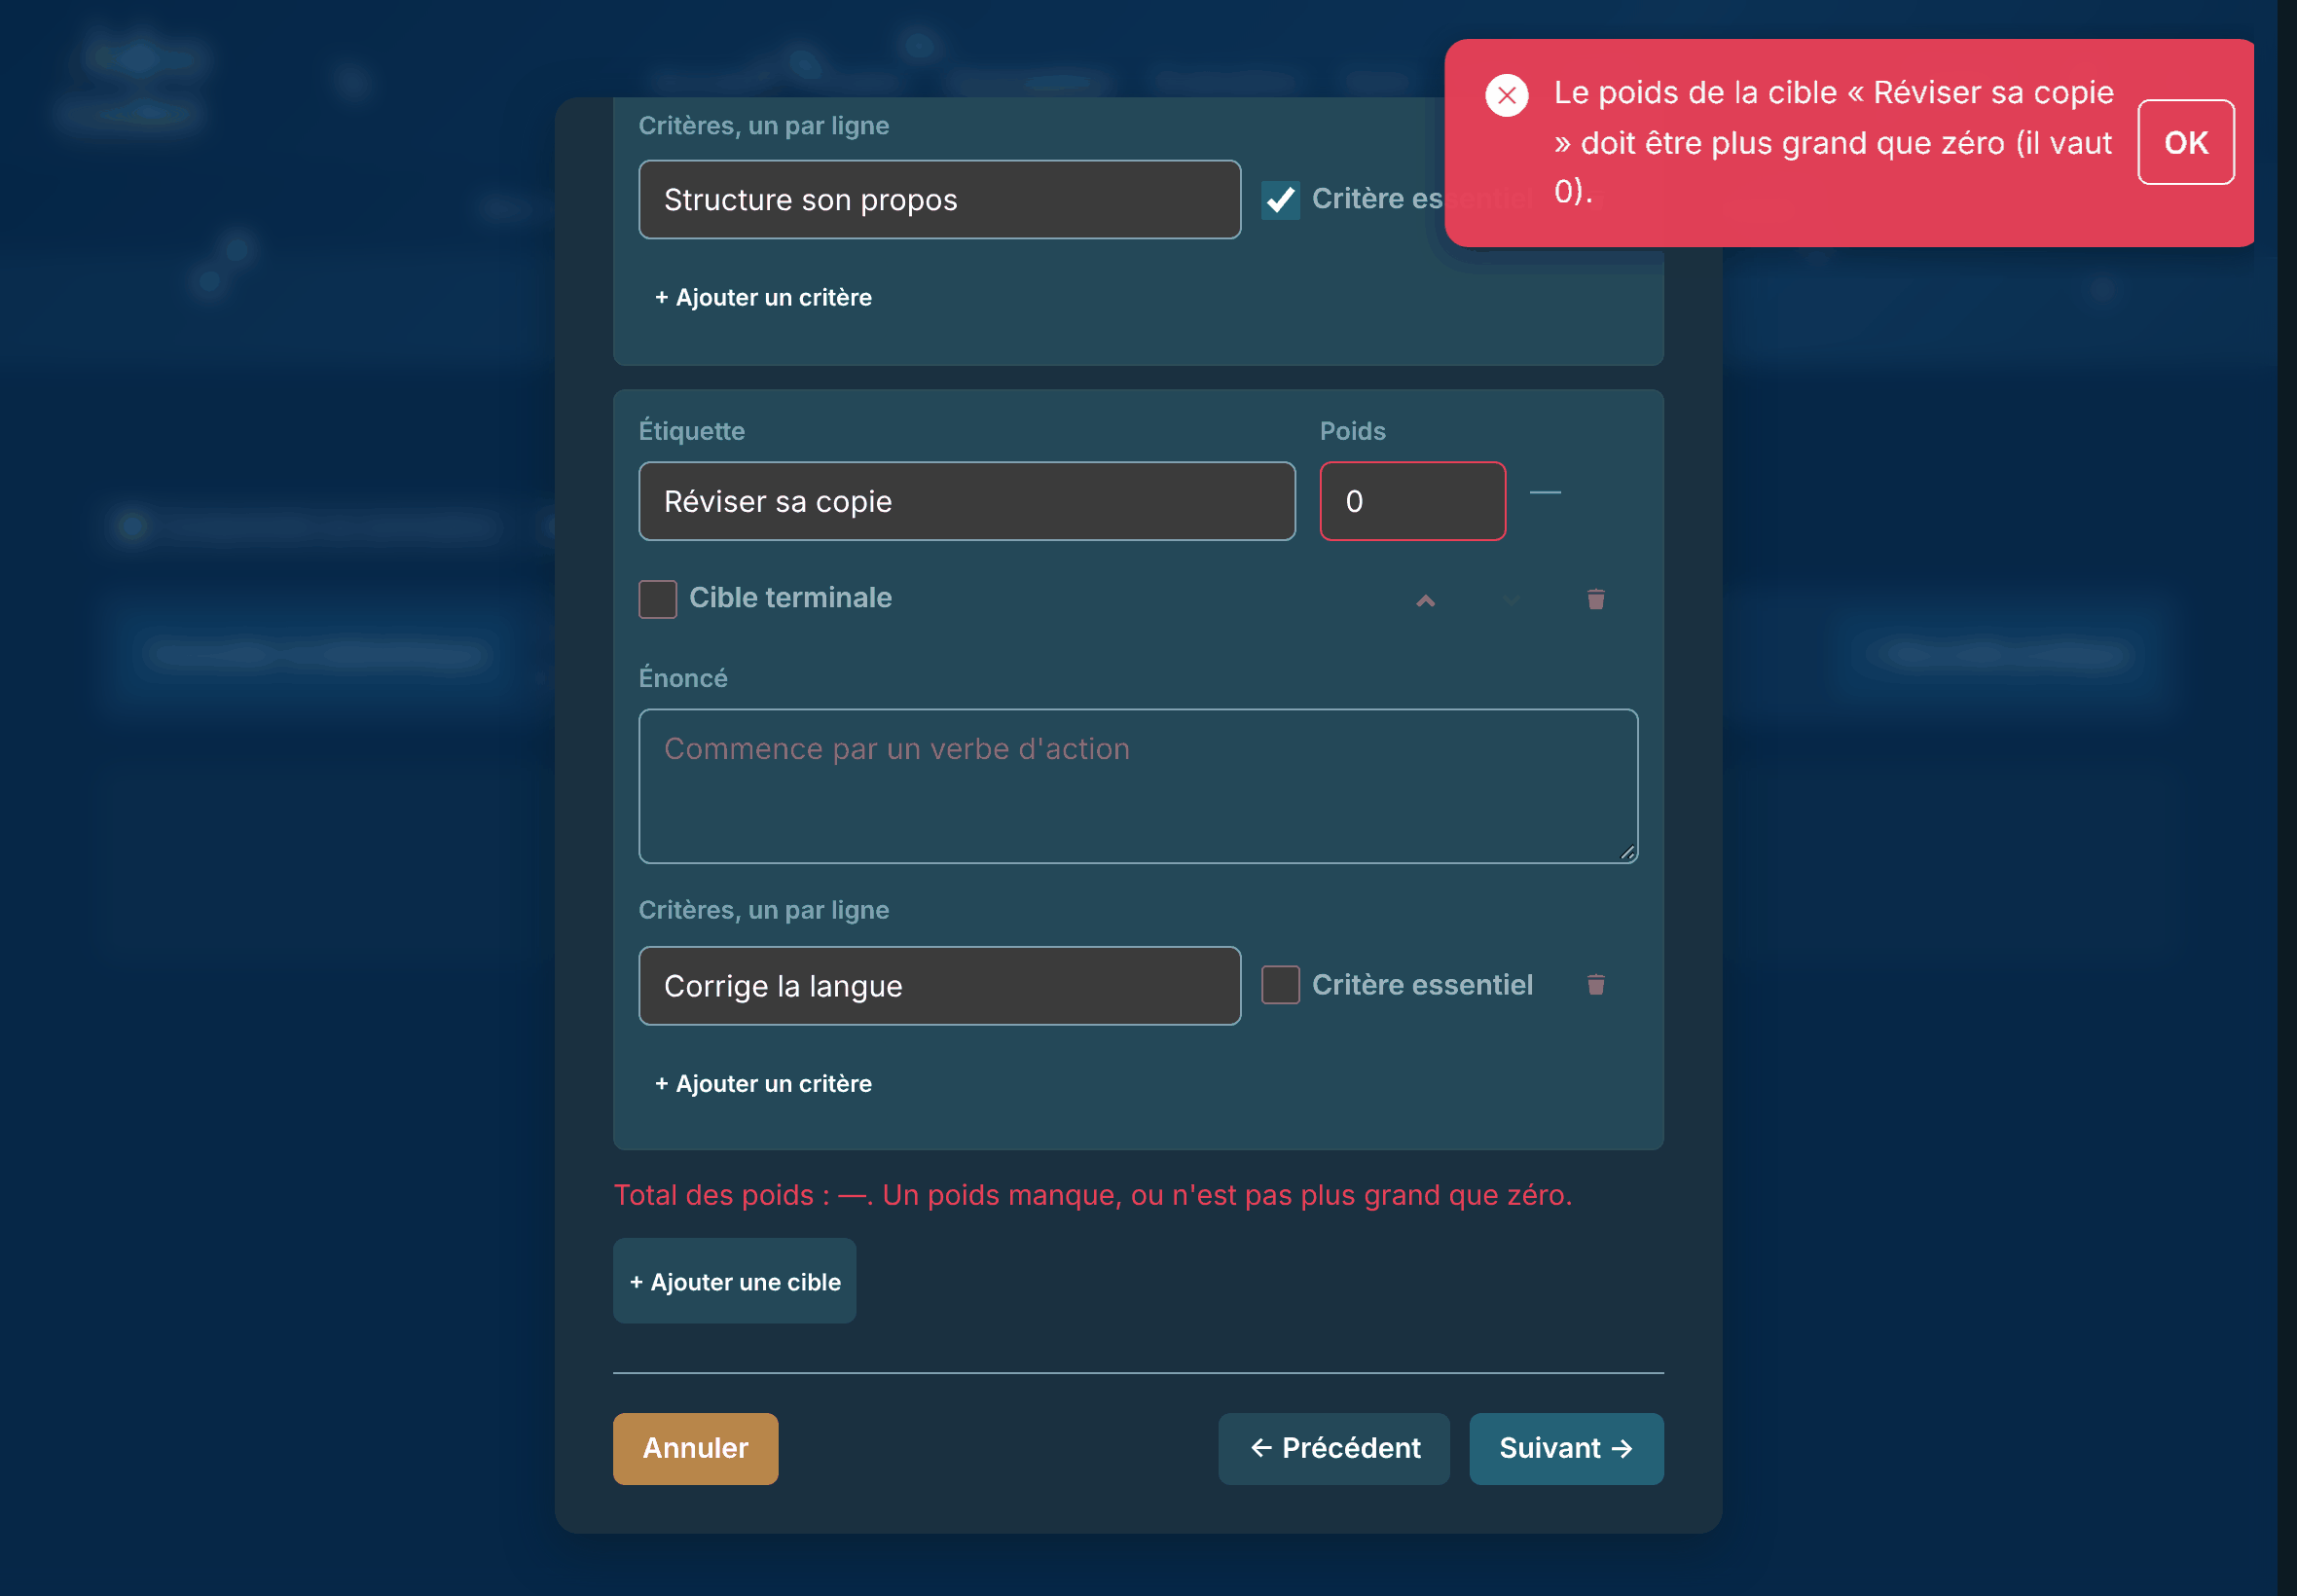 Le poids de la cible « Réviser sa copie
» doit être plus grand que zéro (il vaut
0).
OK
Critères, un par ligne
Structure son propos
Critère essentiel
+ Ajouter un critère
Étiquette
Poids
Réviser sa copie
0
—
Cible terminale
Énoncé
Commence par un verbe d'action
Critères, un par ligne
Corrige la langue
Critère essentiel
+ Ajouter un critère
Total des poids : —. Un poids manque, ou n'est pas plus grand que zéro.
+ Ajouter une cible
Annuler
← Précédent
Suivant →